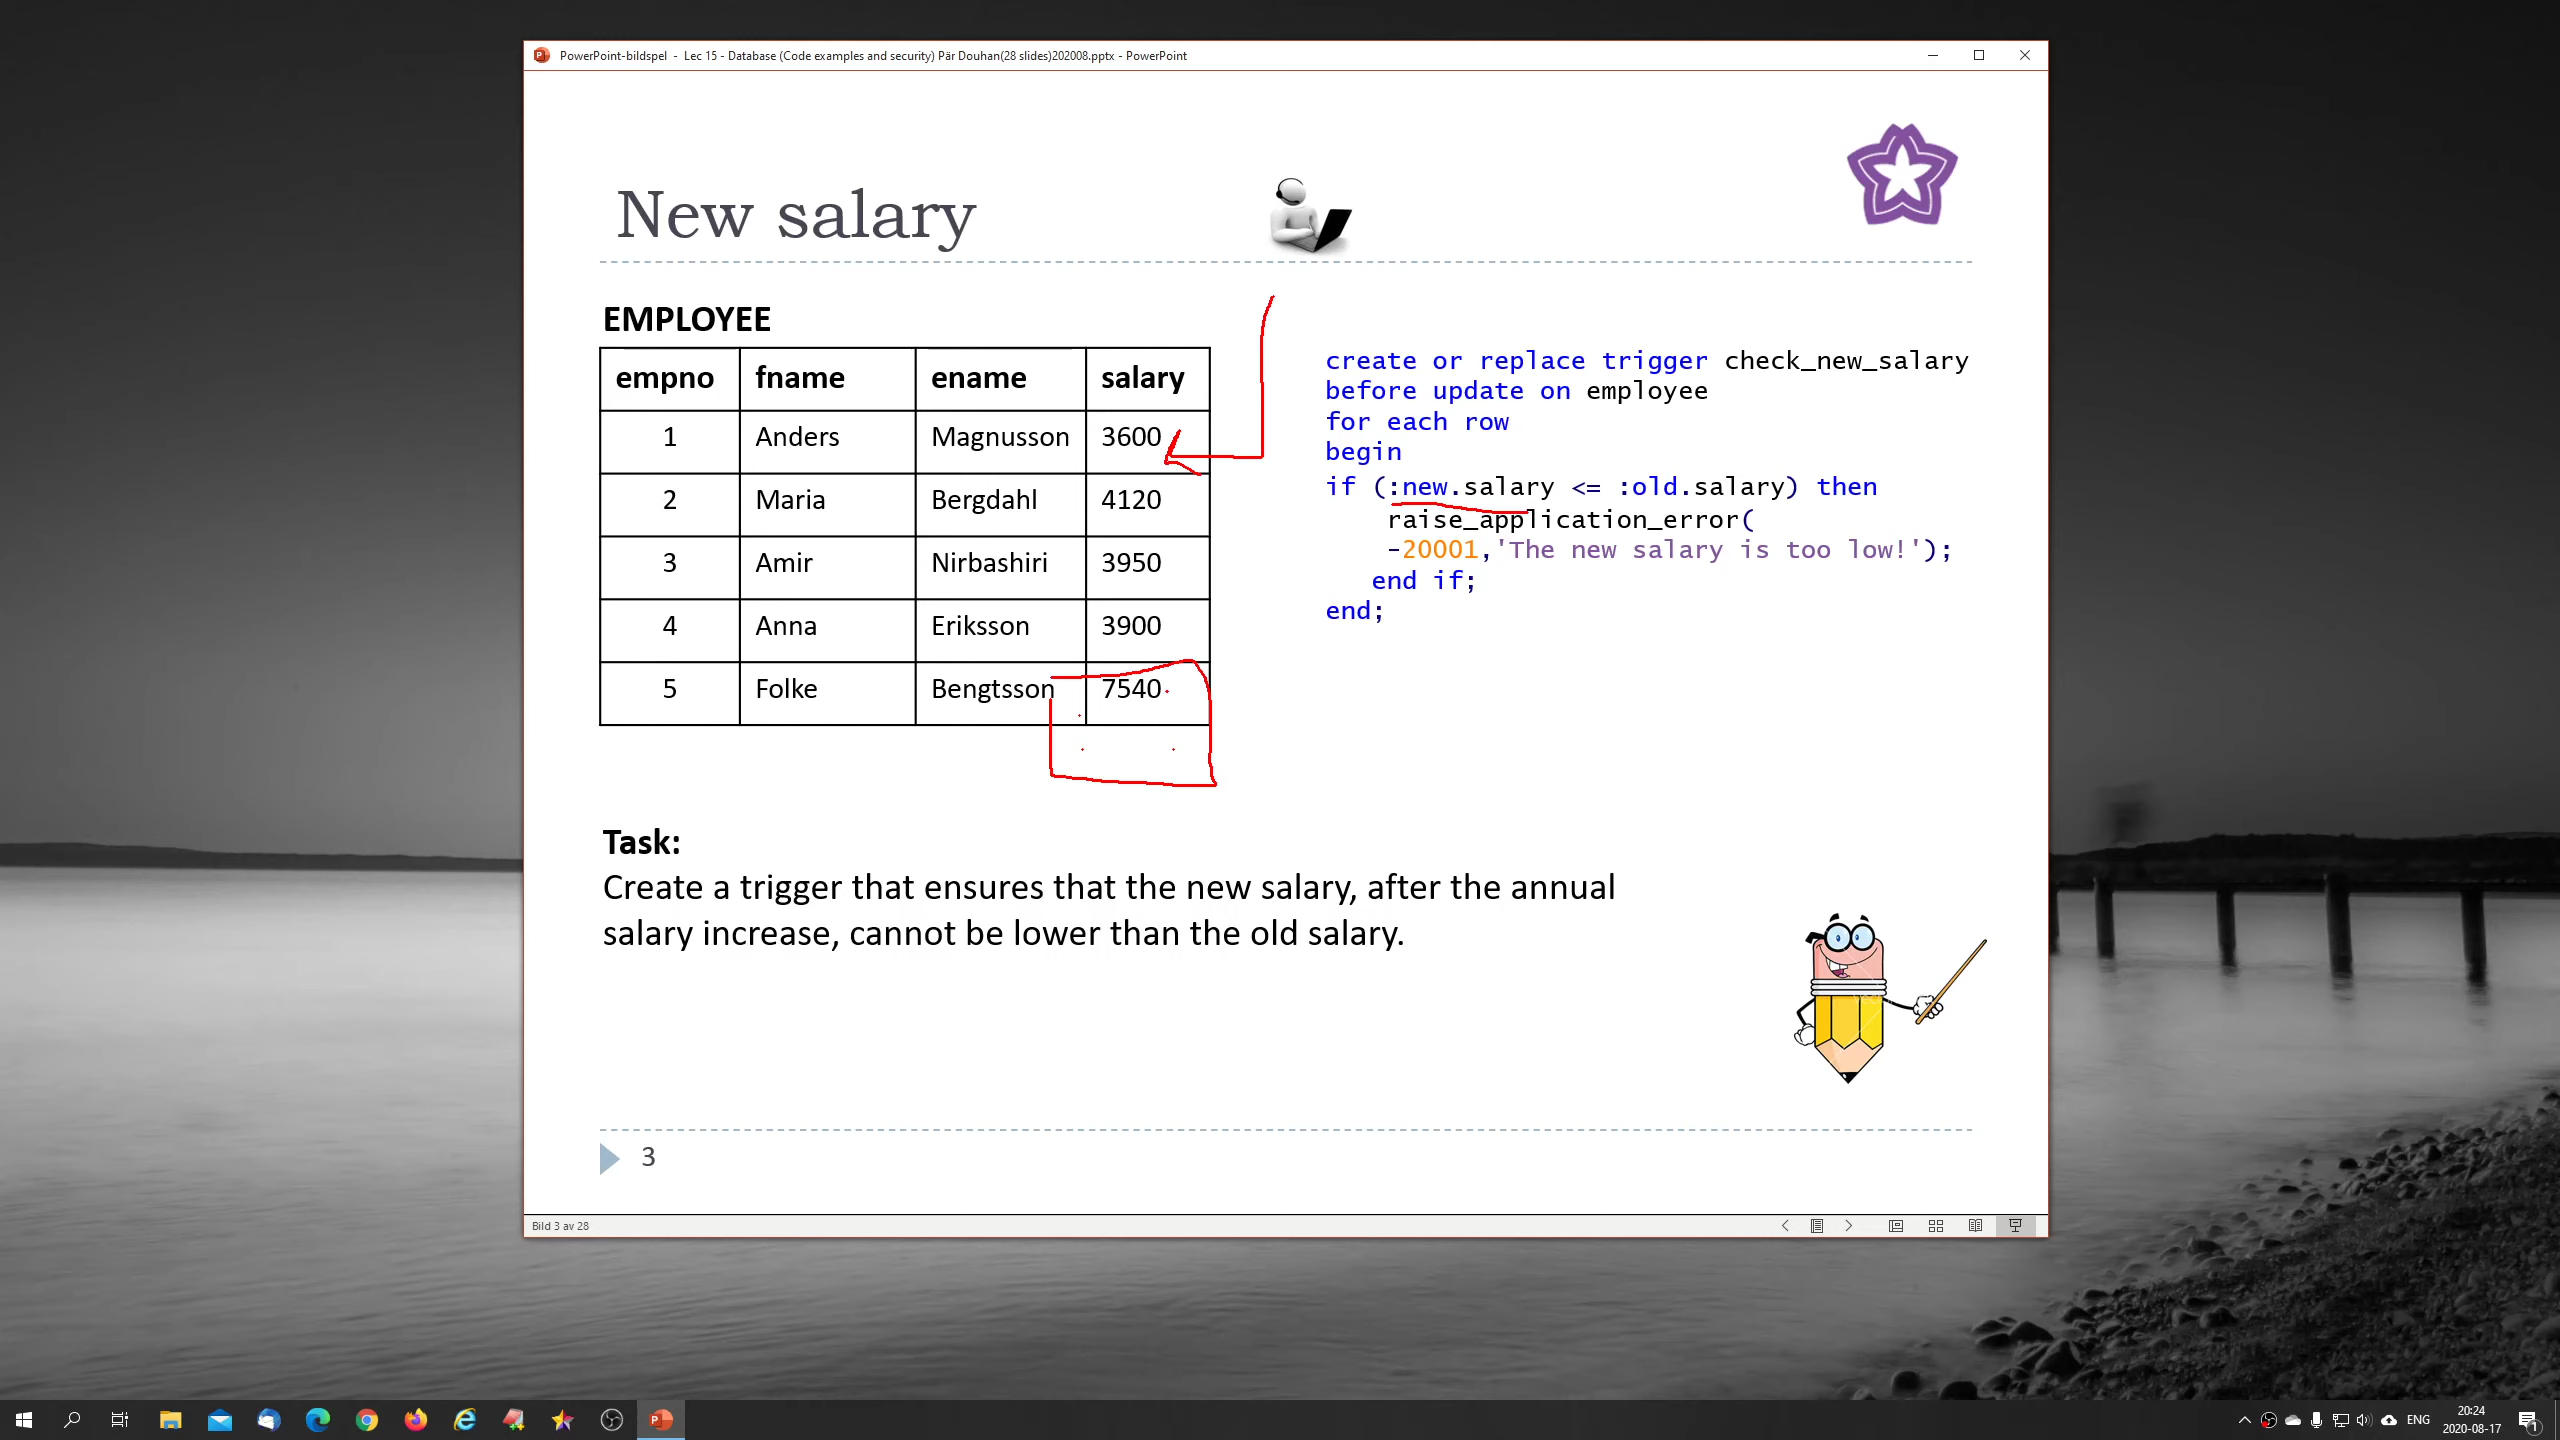 PowerPoint-bildspel - Lec 15 - Database (Code examples and security) Pär Douhan(28 slides)202008.pptx - PowerPoint
New salary
EMPLOYEE
empno fname ename salary
1 Anders Magnusson 3600
2 Maria Bergdahl 4120
3 Amir Nirbashiri 3950
4 Anna Eriksson 3900
5 Folke Bengtsson 7540
create or replace trigger check_new_salary
before update on employee
for each row
begin
if (:new.salary <= :old.salary) then
raise_application_error(
-20001,'The new salary is too low!');
end if;
end;
Task:
Create a trigger that ensures that the new salary, after the annual
salary increase, cannot be lower than the old salary.
3
Bild 3 av 28
ENG
20:24
2020-08-17
1